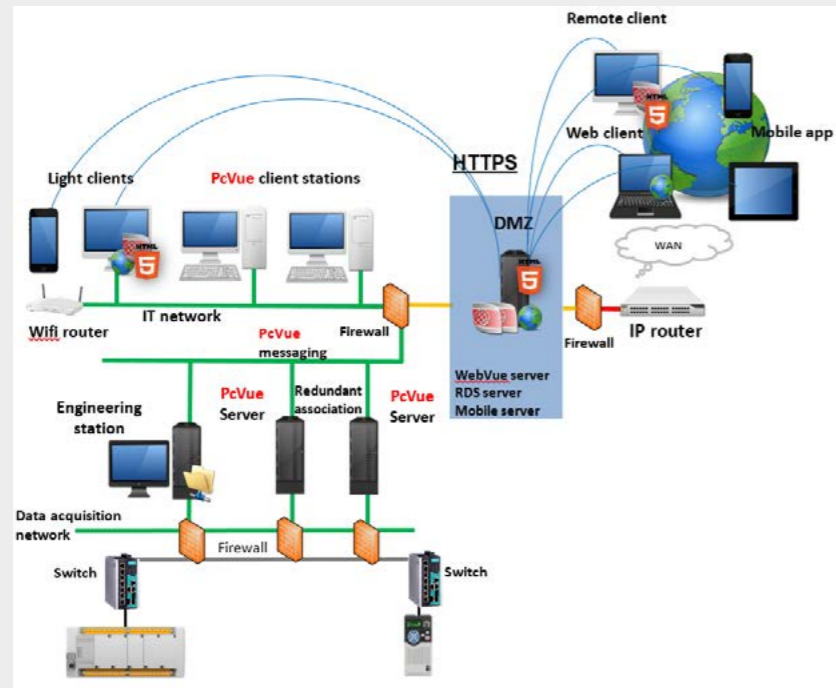 Remote client
HTML
5
Web client
Mobile app
HTTPS
Light clients
PcVue client stations
HTML
5
DMZ
HTML
5
WAN
Wifi router
IT network
Firewall
Firewall
IP router
PcVue
messaging
WebVue server
RDS server
Mobile server
Engineering
station
PcVue
Server
Redundant
association
PcVue
Server
Data acquisition
network
Firewall
Switch
Switch